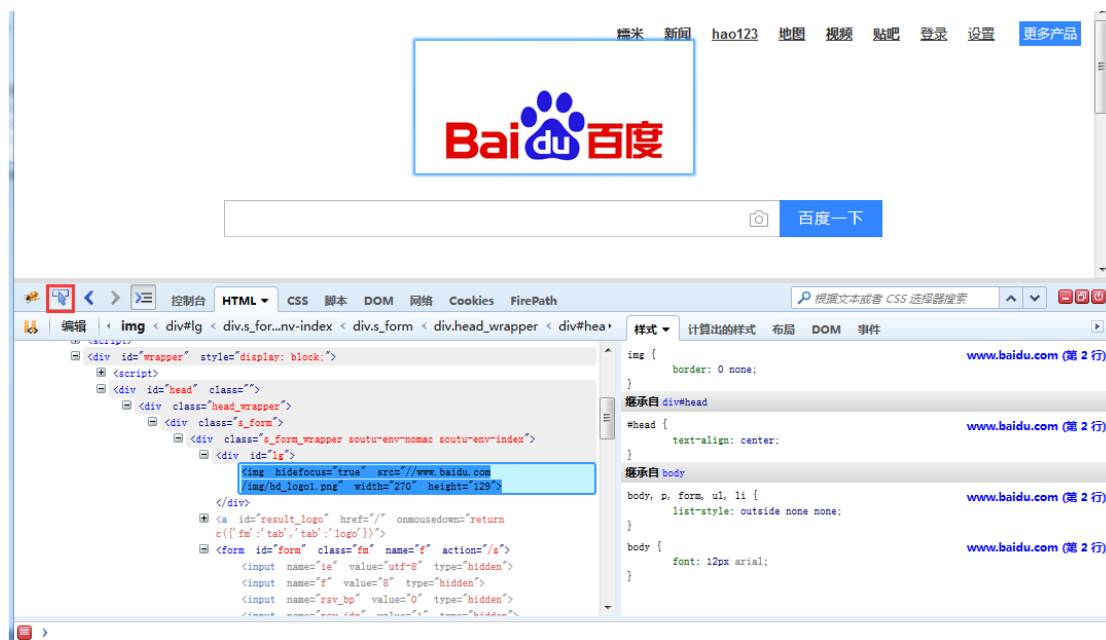 糯米 新闻 hao123 地图 视频 贴吧 登录 设置 更多产品
Bai du 百度
百度一下
控制台 HTML CSS 脚本 DOM 网络 Cookies FirePath
根据文本或者 CSS 选择器搜索
编辑 img < div#lg < div.s_for...nv-index < div.s_form < div.head_wrapper < div#hea
样式 计算出的样式 布局 DOM 事件
<script>
<div id="wrapper" style="display: block;">
<script>
<div id="head" class="">
<div class="head_wrapper">
<div class="s_form">
<div class="s_form_wrapper soutu-env-nomac soutu-env-index">
<div id="lg">
<img hidefocus="true" src="//www.baidu.com
/img/bd_logo1.png" width="270" height="129">
</div>
<a id="result_logo" href="/" onmousedown="return
c({'fm':'tab','tab':'logo'})">
<form id="form" class="fm" name="f" action="/s">
<input name="ie" value="utf-8" type="hidden">
<input name="f" value="8" type="hidden">
<input name="rsv_bp" value="0" type="hidden">
<input name="rsv_idx" value="1" type="hidden">
img { www.baidu.com (第 2 行)
border: 0 none;
}
继承自 div#head
#head { www.baidu.com (第 2 行)
text-align: center;
}
继承自 body
body, p, form, ul, li { www.baidu.com (第 2 行)
list-style: outside none none;
}
body { www.baidu.com (第 2 行)
font: 12px arial;
}